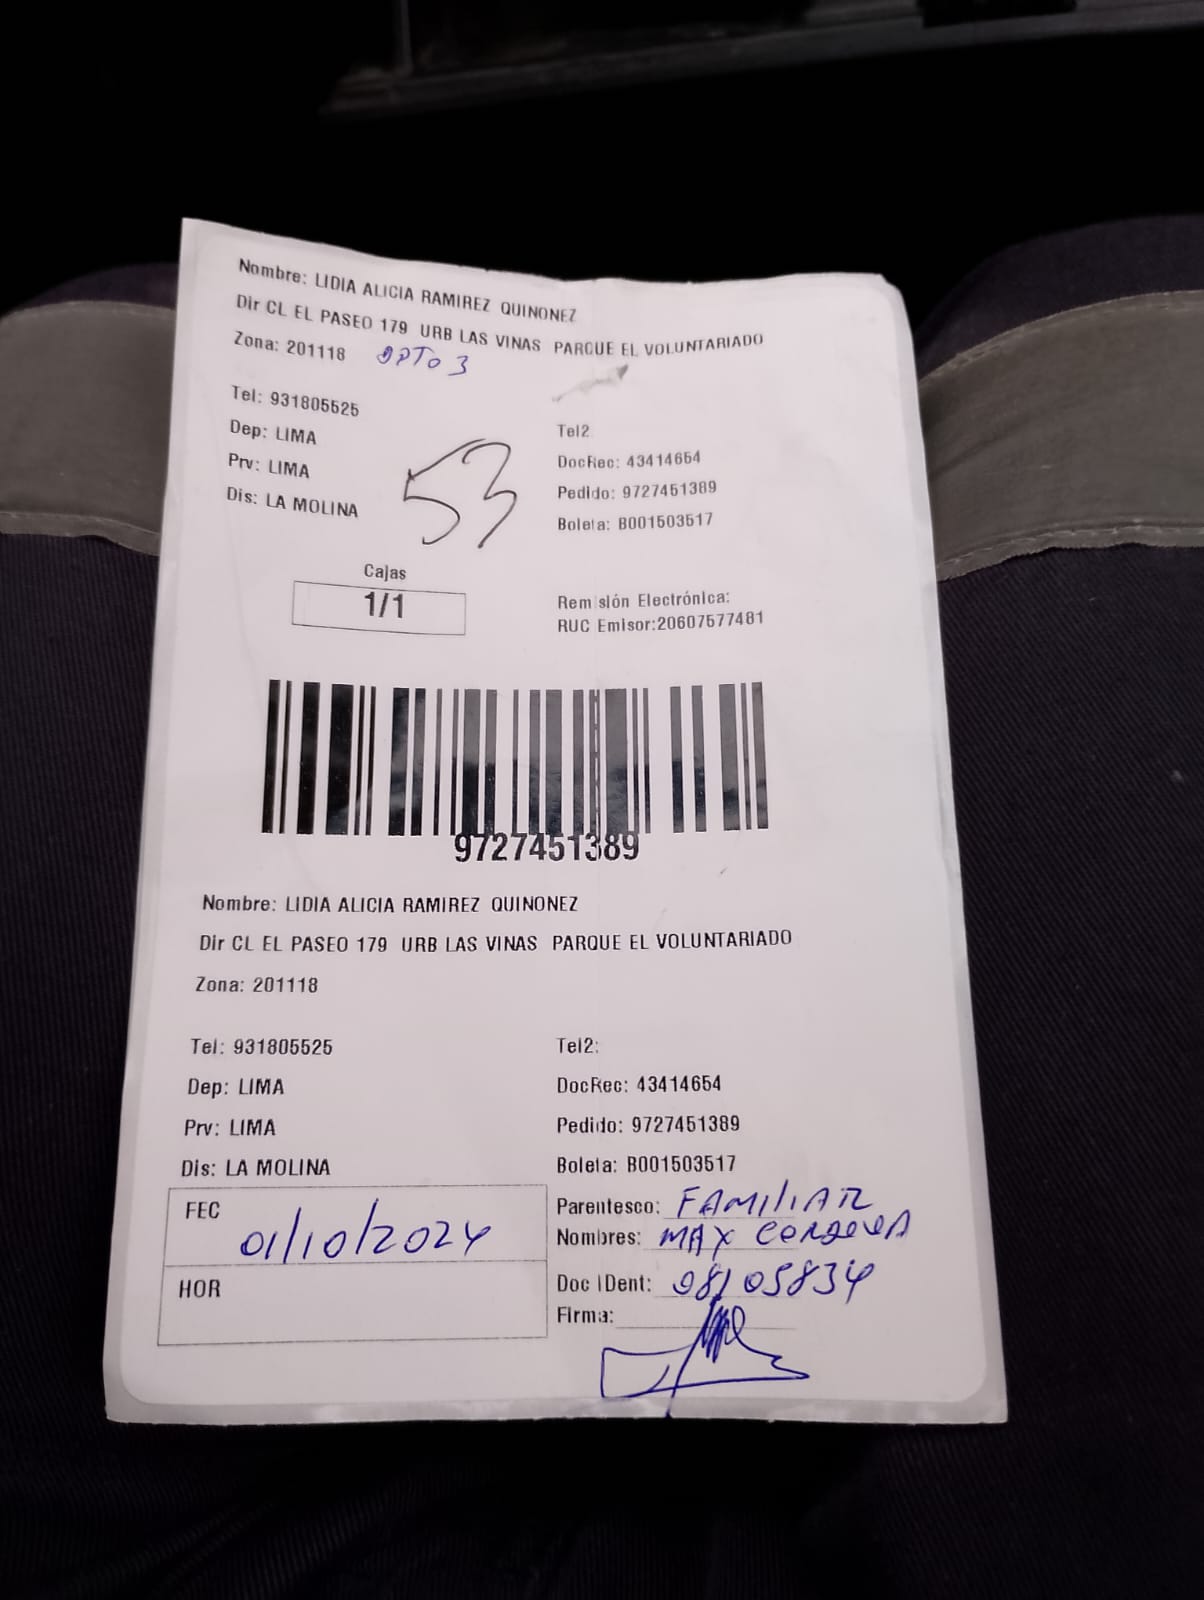 Nombre: LIDIA ALICIA RAMIREZ QUINONEZ
Dir CL EL PASEO 179 URB LAS VINAS PARQUE EL VOLUNTARIADO
Zona: 201118 DPTO 3
Tel: 931805525
Dep: LIMA
Prv: LIMA
Dis: LA MOLINA
53
Tel2
DocRec: 43414654
Pedido: 9727451389
Boleta: B001503517
Cajas
1/1
Remisión Electrónica:
RUC Emisor:20607577481
9727451389
Nombre: LIDIA ALICIA RAMIREZ QUINONEZ
Dir CL EL PASEO 179 URB LAS VINAS PARQUE EL VOLUNTARIADO
Zona: 201118
Tel: 931805525
Dep: LIMA
Prv: LIMA
Dis: LA MOLINA
Tel2:
DocRec: 43414654
Pedido: 9727451389
Boleta: B001503517
FEC 01/10/2024
HOR
Parentesco: FAMILIAR
Nombres: MAX CORDOVA
Doc IDent: 08105834
Firma: